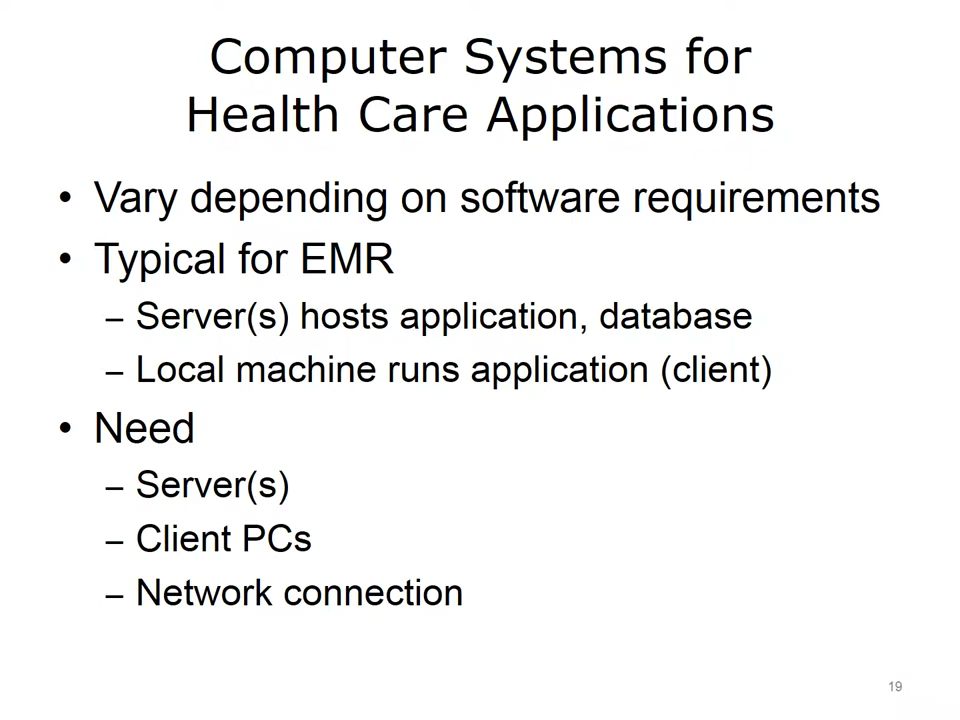 Computer Systems for
Health Care Applications
• Vary depending on software requirements
• Typical for EMR
– Server(s) hosts application, database
– Local machine runs application (client)
• Need
– Server(s)
– Client PCs
– Network connection
19